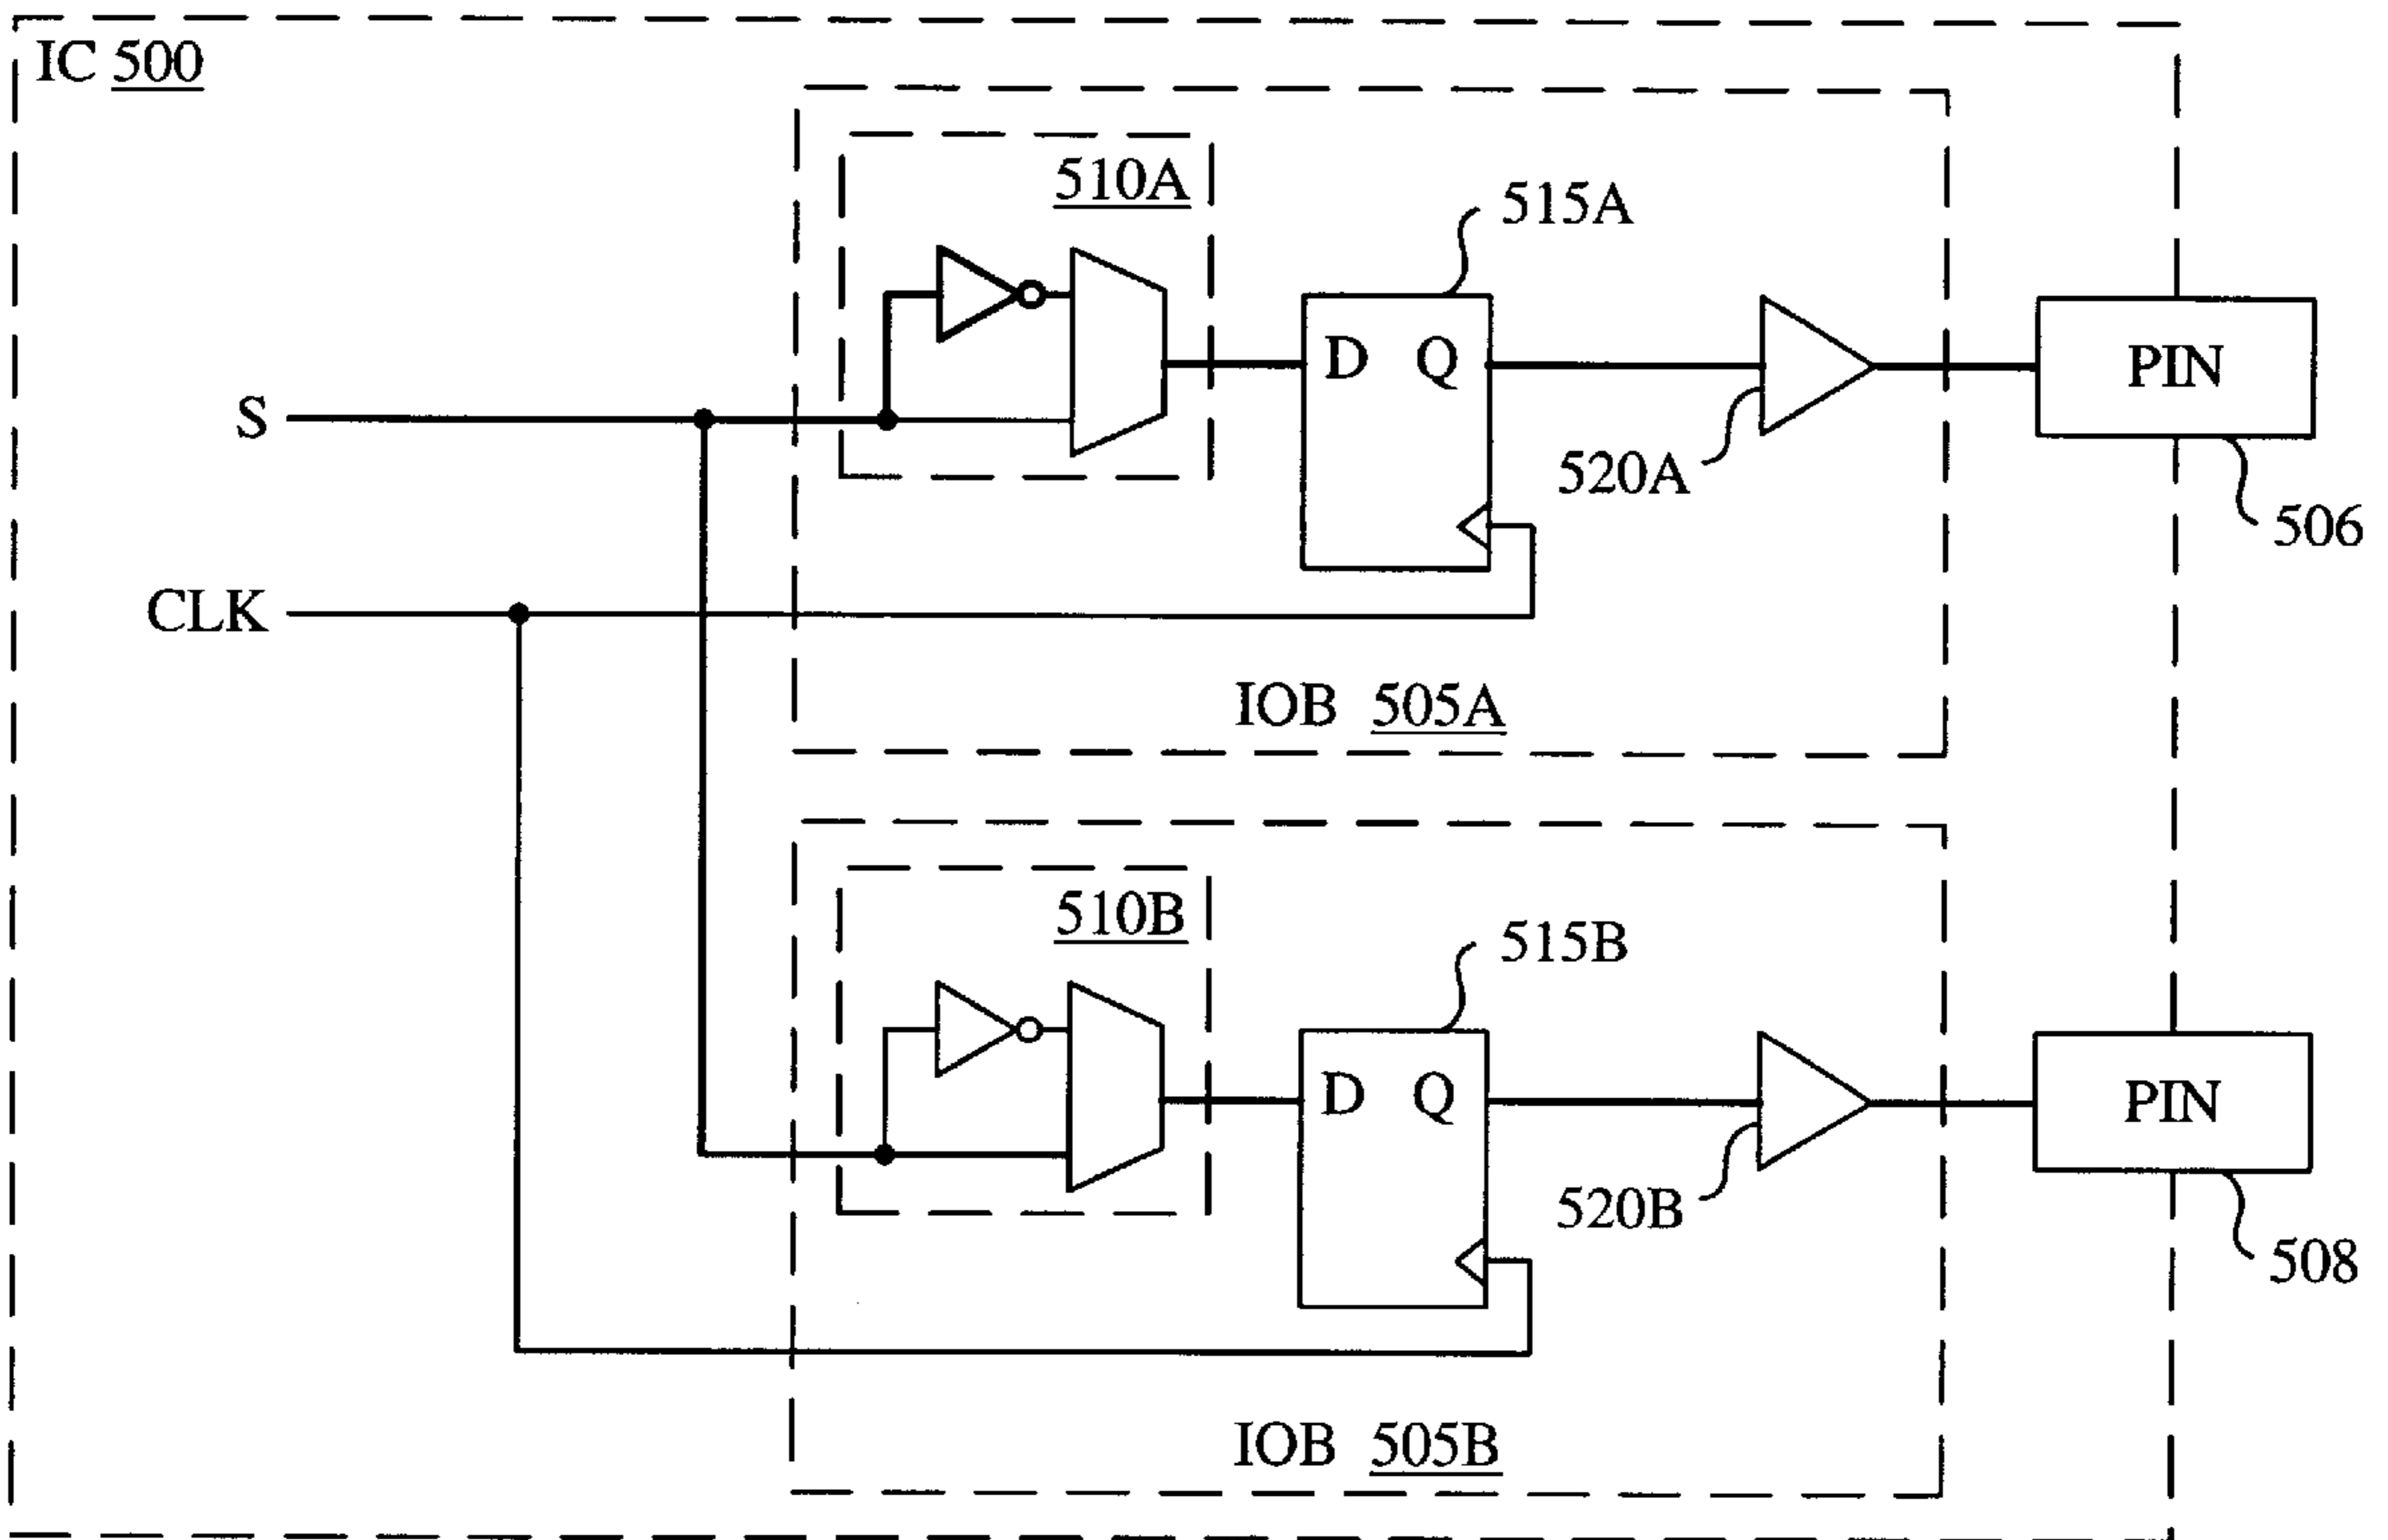 IC 500
510A
515A
D Q
PIN
S
520A
506
CLK
IOB 505A
510B
515B
D Q
PIN
520B
508
IOB 505B